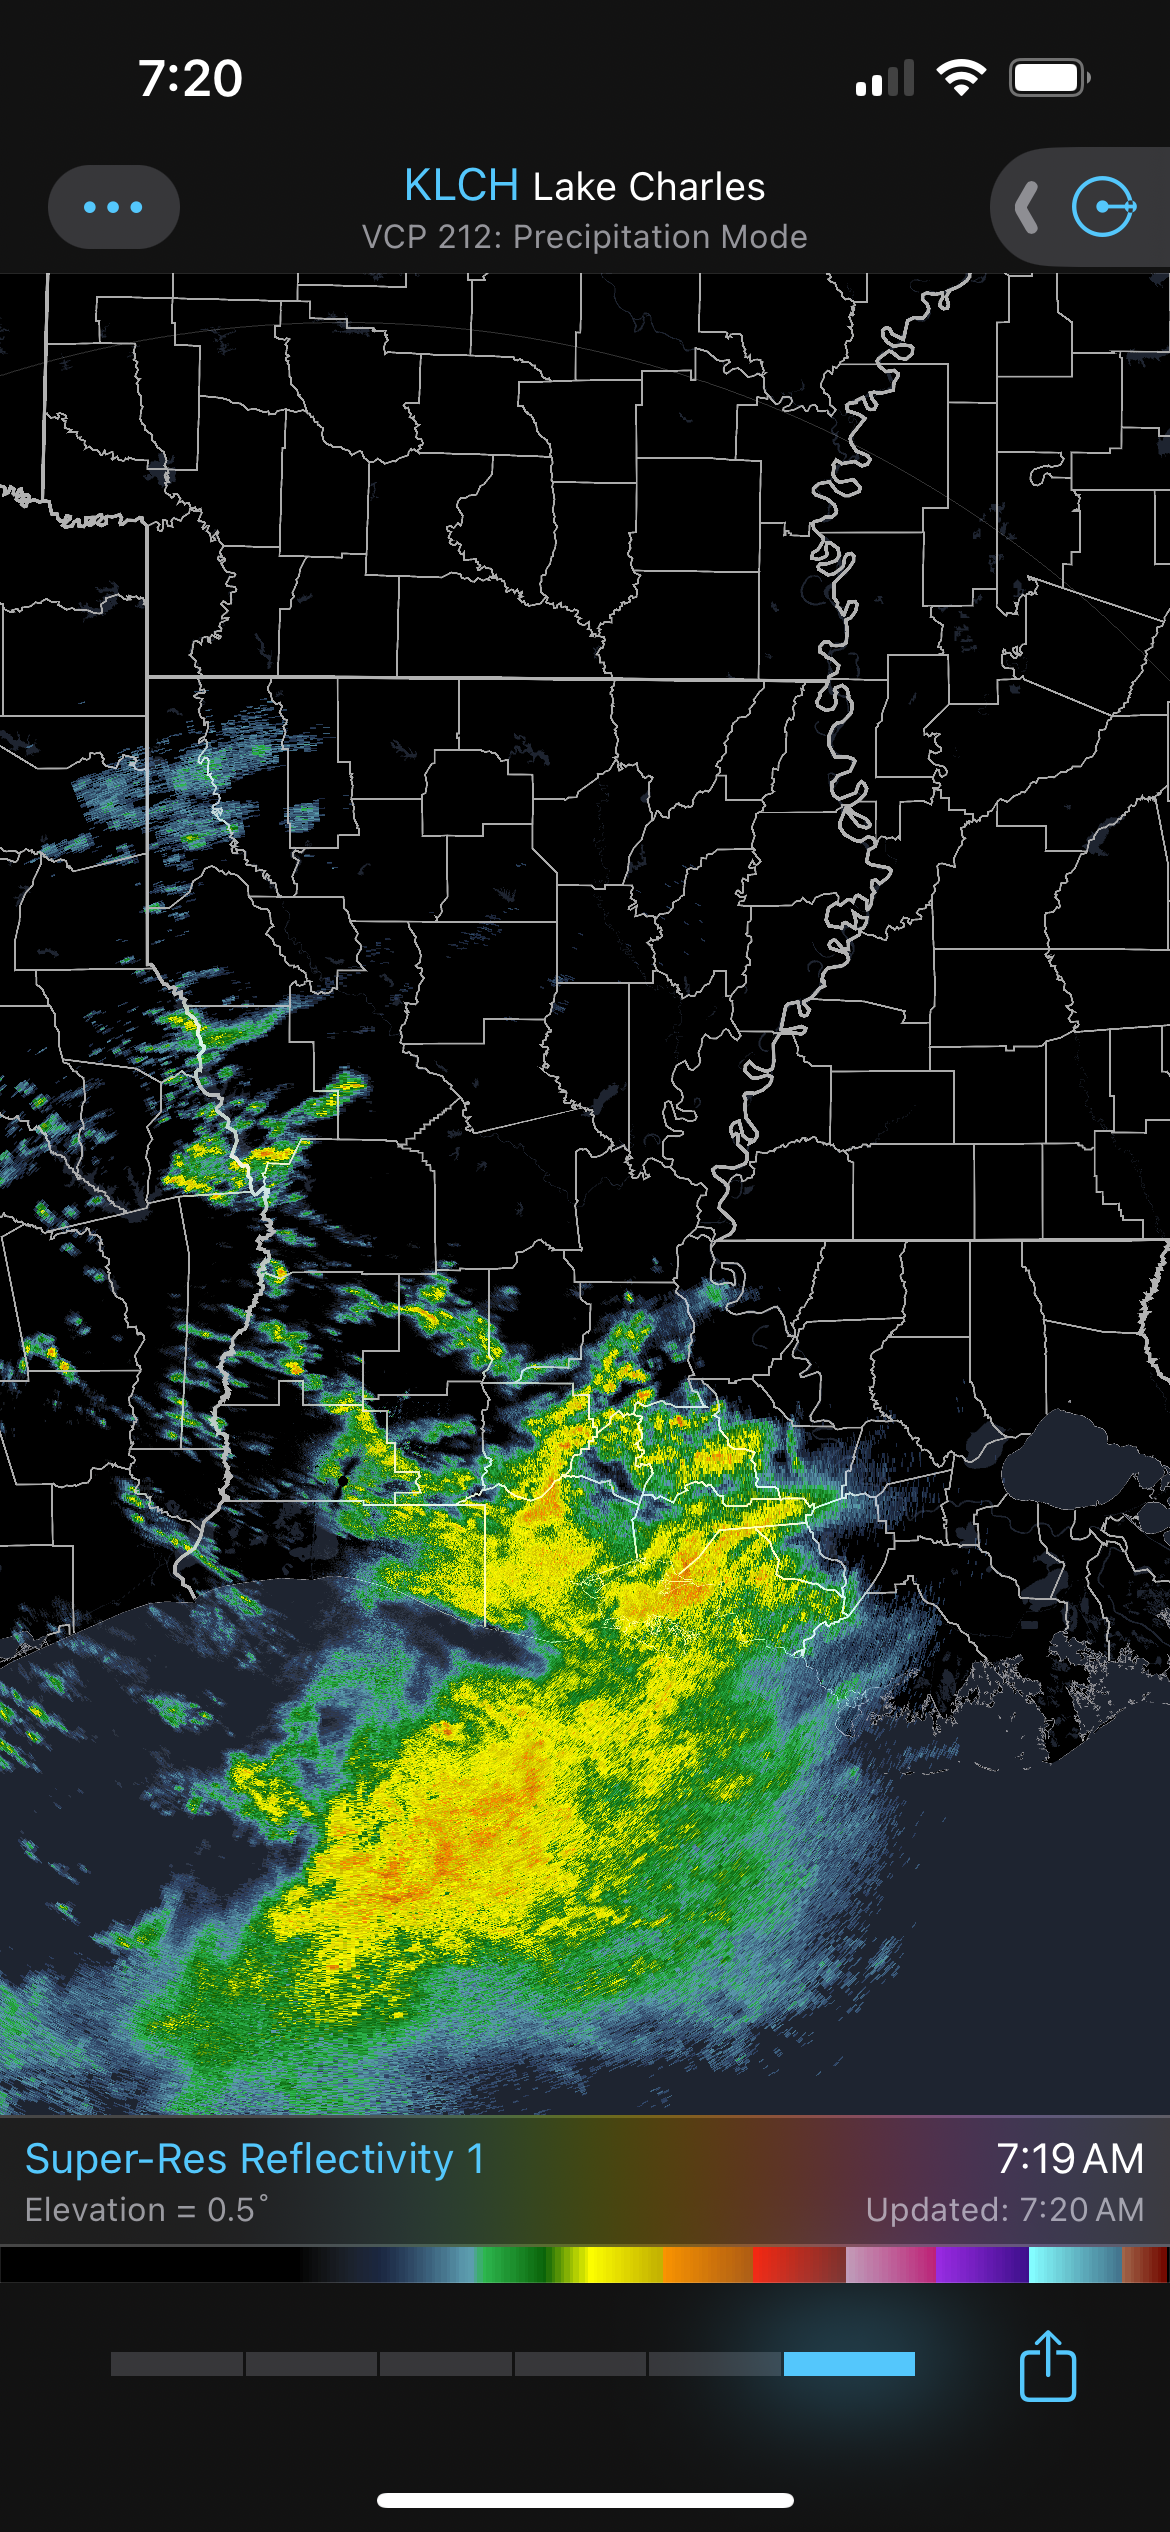 7:20
KLCH Lake Charles
VCP 212: Precipitation Mode
Super-Res Reflectivity 1
7:19 AM
Elevation = 0.5°
Updated: 7:20 AM